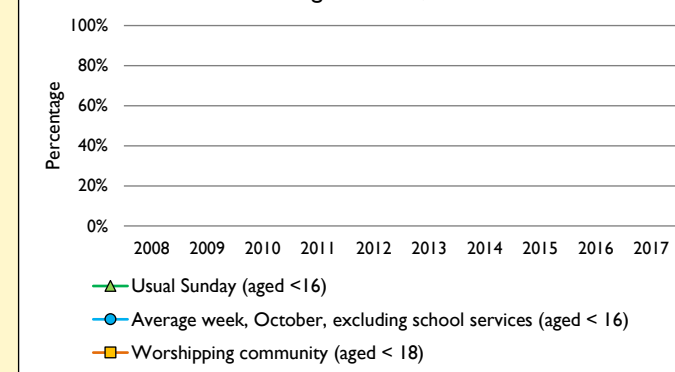 100%
80%
60%
40%
20%
0%
Percentage
2008 2009 2010 2011 2012 2013 2014 2015 2016 2017
Usual Sunday (aged <16)
Average week, October, excluding school services (aged < 16)
Worshipping community (aged < 18)